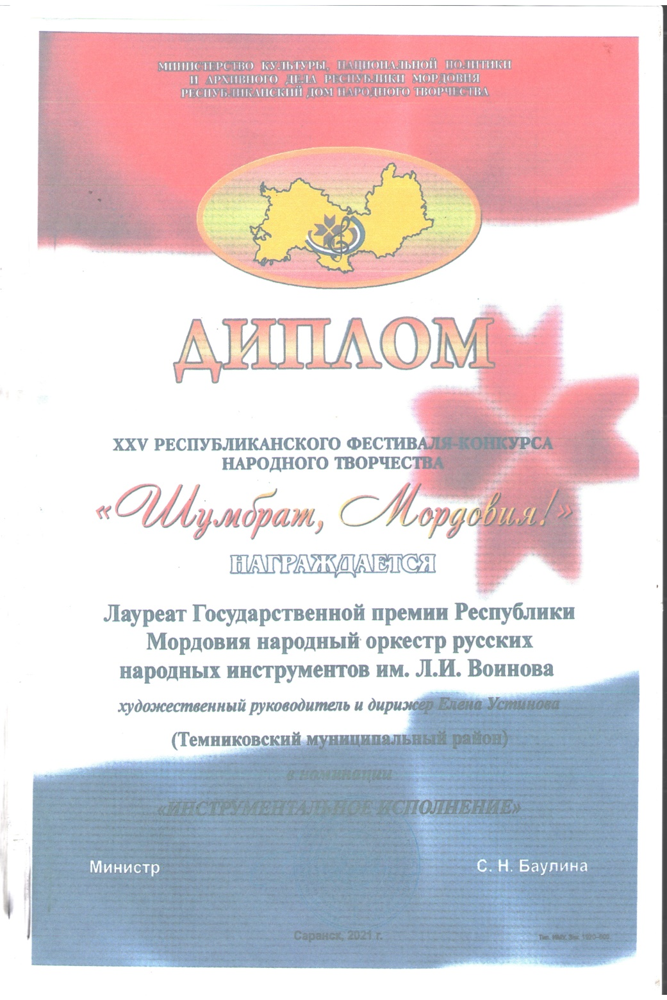 МИНИСТЕРСТВО КУЛЬТУРЫ, НАЦИОНАЛЬНОЙ ПОЛИТИКИ
И АРХИВНОГО ДЕЛА РЕСПУБЛИКИ МОРДОВИЯ
РЕСПУБЛИКАНСКИЙ ДОМ НАРОДНОГО ТВОРЧЕСТВА
ДИПЛОМ
XXV РЕСПУБЛИКАНСКОГО ФЕСТИВАЛЯ-КОНКУРСА
НАРОДНОГО ТВОРЧЕСТВА
«Шумбрат, Мордовия!»
НАГРАЖДАЕТСЯ
Лауреат Государственной премии Республики
Мордовия народный оркестр русских
народных инструментов им. Л.И. Воинова
художественный руководитель и дирижер Елена Устинова
(Темниковский муниципальный район)
в номинации
«ИНСТРУМЕНТАЛЬНОЕ ИСПОЛНЕНИЕ»
Министр
С. Н. Баулина
Саранск, 2021 г.